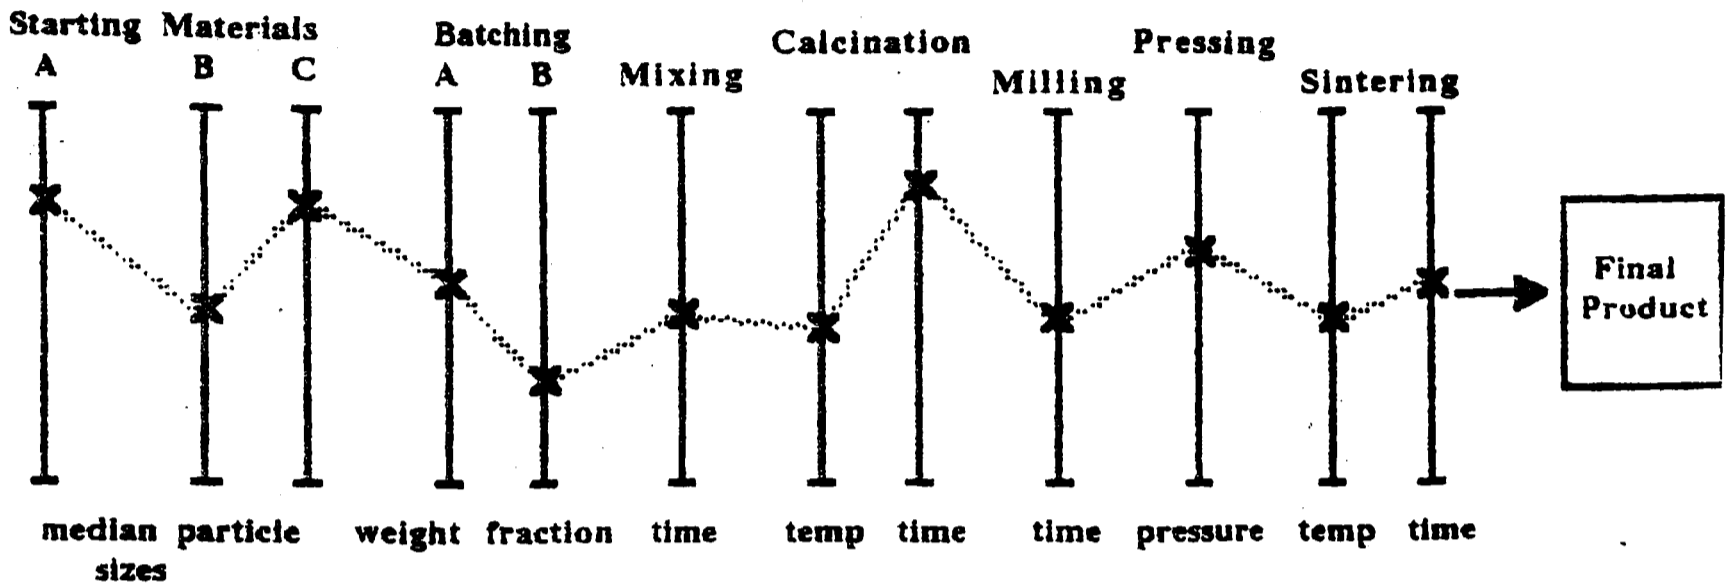 Starting Materials
A B C
Batching
A B
Mixing
Calcination
Milling
Pressing
Sintering
Final
Product
median particle
sizes
weight fraction
time
temp time
time
pressure
temp time